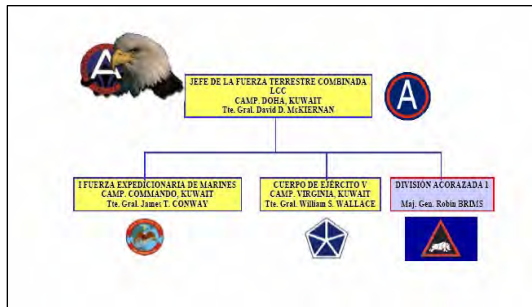 JEFE DE LA FUERZA TERRESTRE COMBINADA
LCC
CAMP. DOHA, KUWAIT
Tte. Gral. David D. McKIERNAN
A
A
I FUERZA EXPEDICIONARIA DE MARINES
CAMP. COMMANDO, KUWAIT
Tte. Gral. James T. CONWAY
CUERPO DE EJÉRCITO V
CAMP. VIRGINIA, KUWAIT
Tte. Gral. William S. WALLACE
DIVISIÓN ACORAZADA 1
Maj. Gen. Robin BRIMS